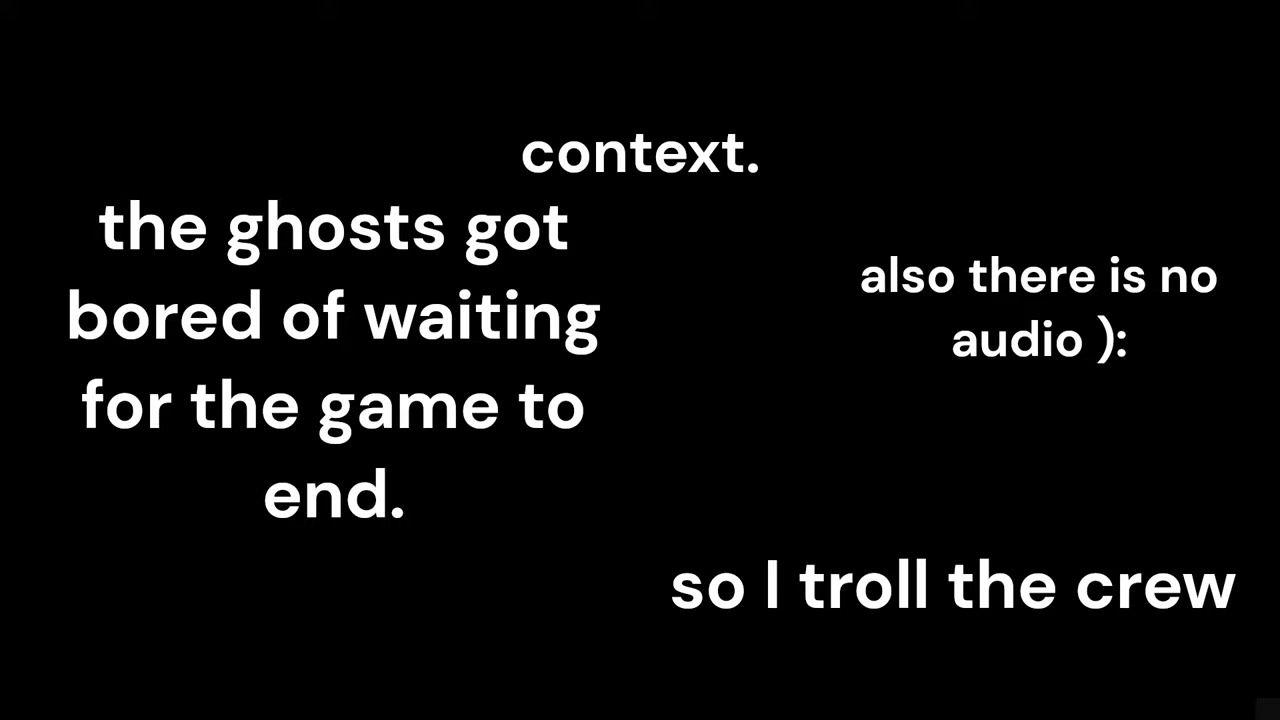 context.
the ghosts got
bored of waiting
for the game to
end.
also there is no
audio ):
so I troll the crew